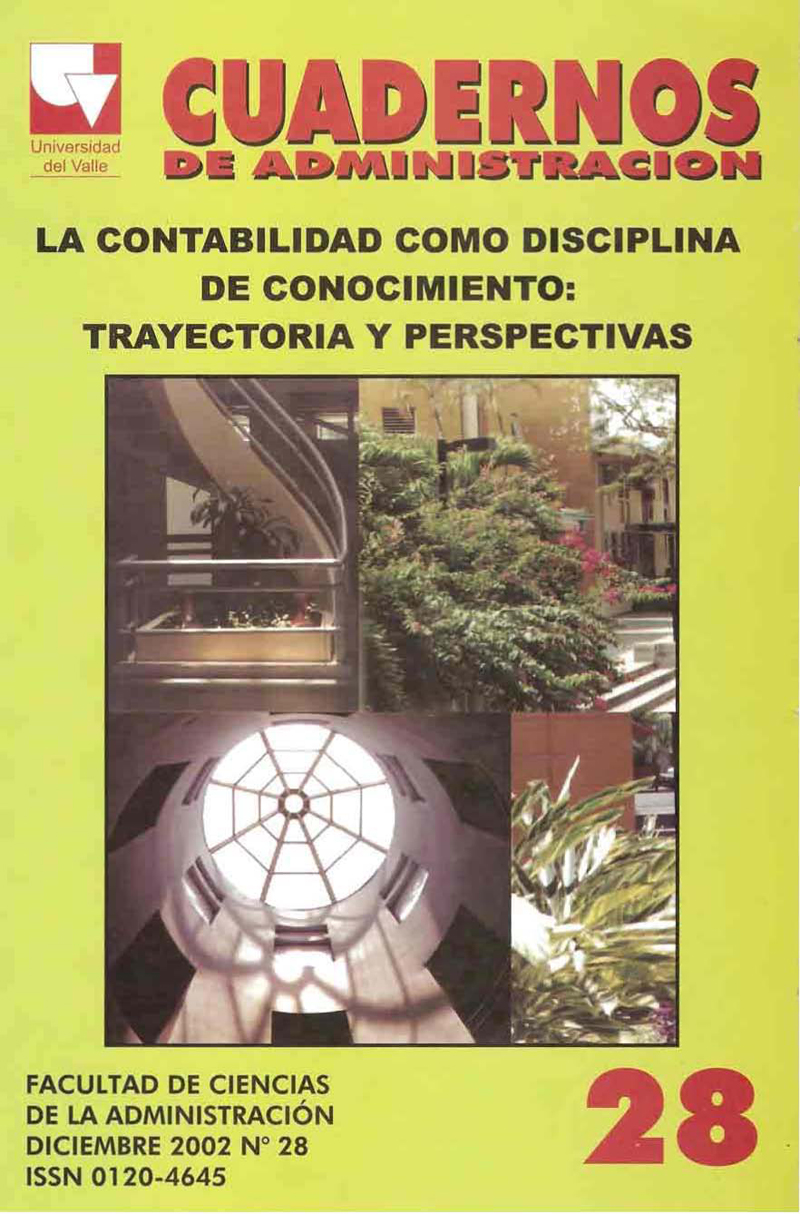 Universidad
del Valle
CUADERNOS
DE ADMINISTRACION
LA CONTABILIDAD COMO DISCIPLINA
DE CONOCIMIENTO:
TRAYECTORIA Y PERSPECTIVAS
FACULTAD DE CIENCIAS
DE LA ADMINISTRACIÓN
DICIEMBRE 2002 N° 28
ISSN 0120-4645
28